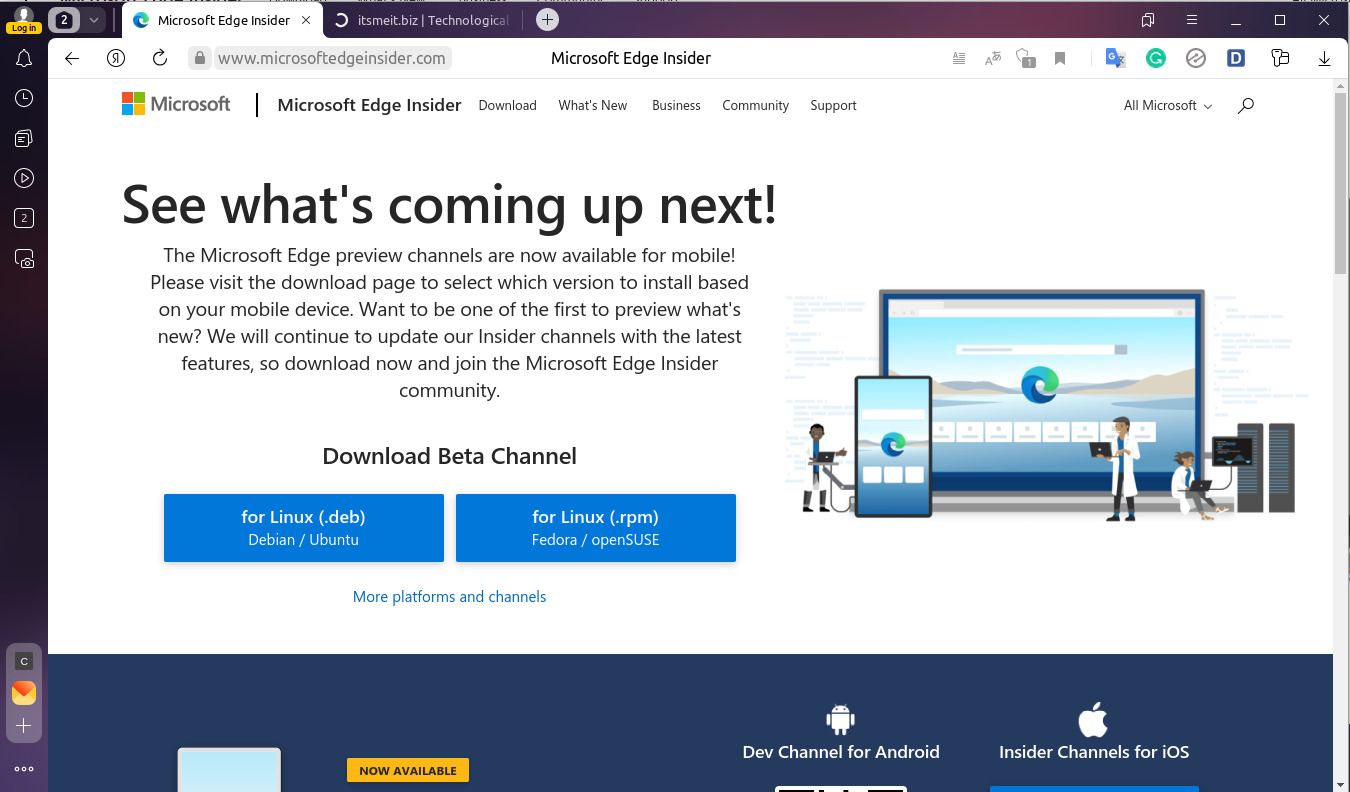 Log in
2
Microsoft Edge Insider
itsmeit.biz | Technological
www.microsoftedgeinsider.com
Microsoft Edge Insider
1
D
Microsoft
Microsoft Edge Insider
Download
What's New
Business
Community
Support
All Microsoft
2
See what's coming up next!
The Microsoft Edge preview channels are now available for mobile!
Please visit the download page to select which version to install based
on your mobile device. Want to be one of the first to preview what's
new? We will continue to update our Insider channels with the latest
features, so download now and join the Microsoft Edge Insider
community.
Download Beta Channel
for Linux (.deb)
Debian / Ubuntu
for Linux (.rpm)
Fedora / openSUSE
More platforms and channels
C
Dev Channel for Android
Insider Channels for iOS
NOW AVAILABLE